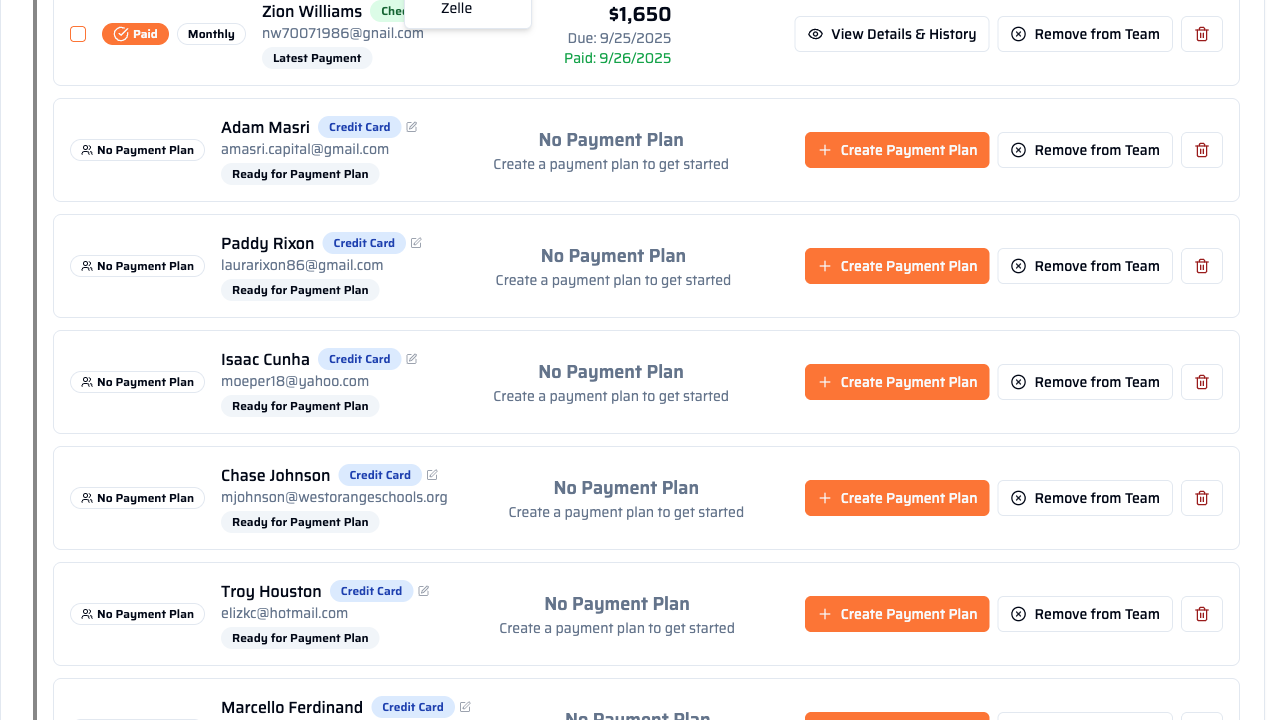 Zion Williams
Zelle
nw70071986@gnail.com
Latest Payment
Paid
Monthly
$1,650
Due: 9/25/2025
Paid: 9/26/2025
View Details & History
Remove from Team
No Payment Plan
Adam Masri
Credit Card
amasri.capital@gmail.com
Ready for Payment Plan
No Payment Plan
Create a payment plan to get started
Create Payment Plan
Remove from Team
No Payment Plan
Paddy Rixon
Credit Card
laurarixon86@gmail.com
Ready for Payment Plan
No Payment Plan
Create a payment plan to get started
Create Payment Plan
Remove from Team
No Payment Plan
Isaac Cunha
Credit Card
moeper18@yahoo.com
Ready for Payment Plan
No Payment Plan
Create a payment plan to get started
Create Payment Plan
Remove from Team
No Payment Plan
Chase Johnson
Credit Card
mjohnson@westorangeschools.org
Ready for Payment Plan
No Payment Plan
Create a payment plan to get started
Create Payment Plan
Remove from Team
No Payment Plan
Troy Houston
Credit Card
elizkc@hotmail.com
Ready for Payment Plan
No Payment Plan
Create a payment plan to get started
Create Payment Plan
Remove from Team
Marcello Ferdinand
Credit Card
No Payment Plan